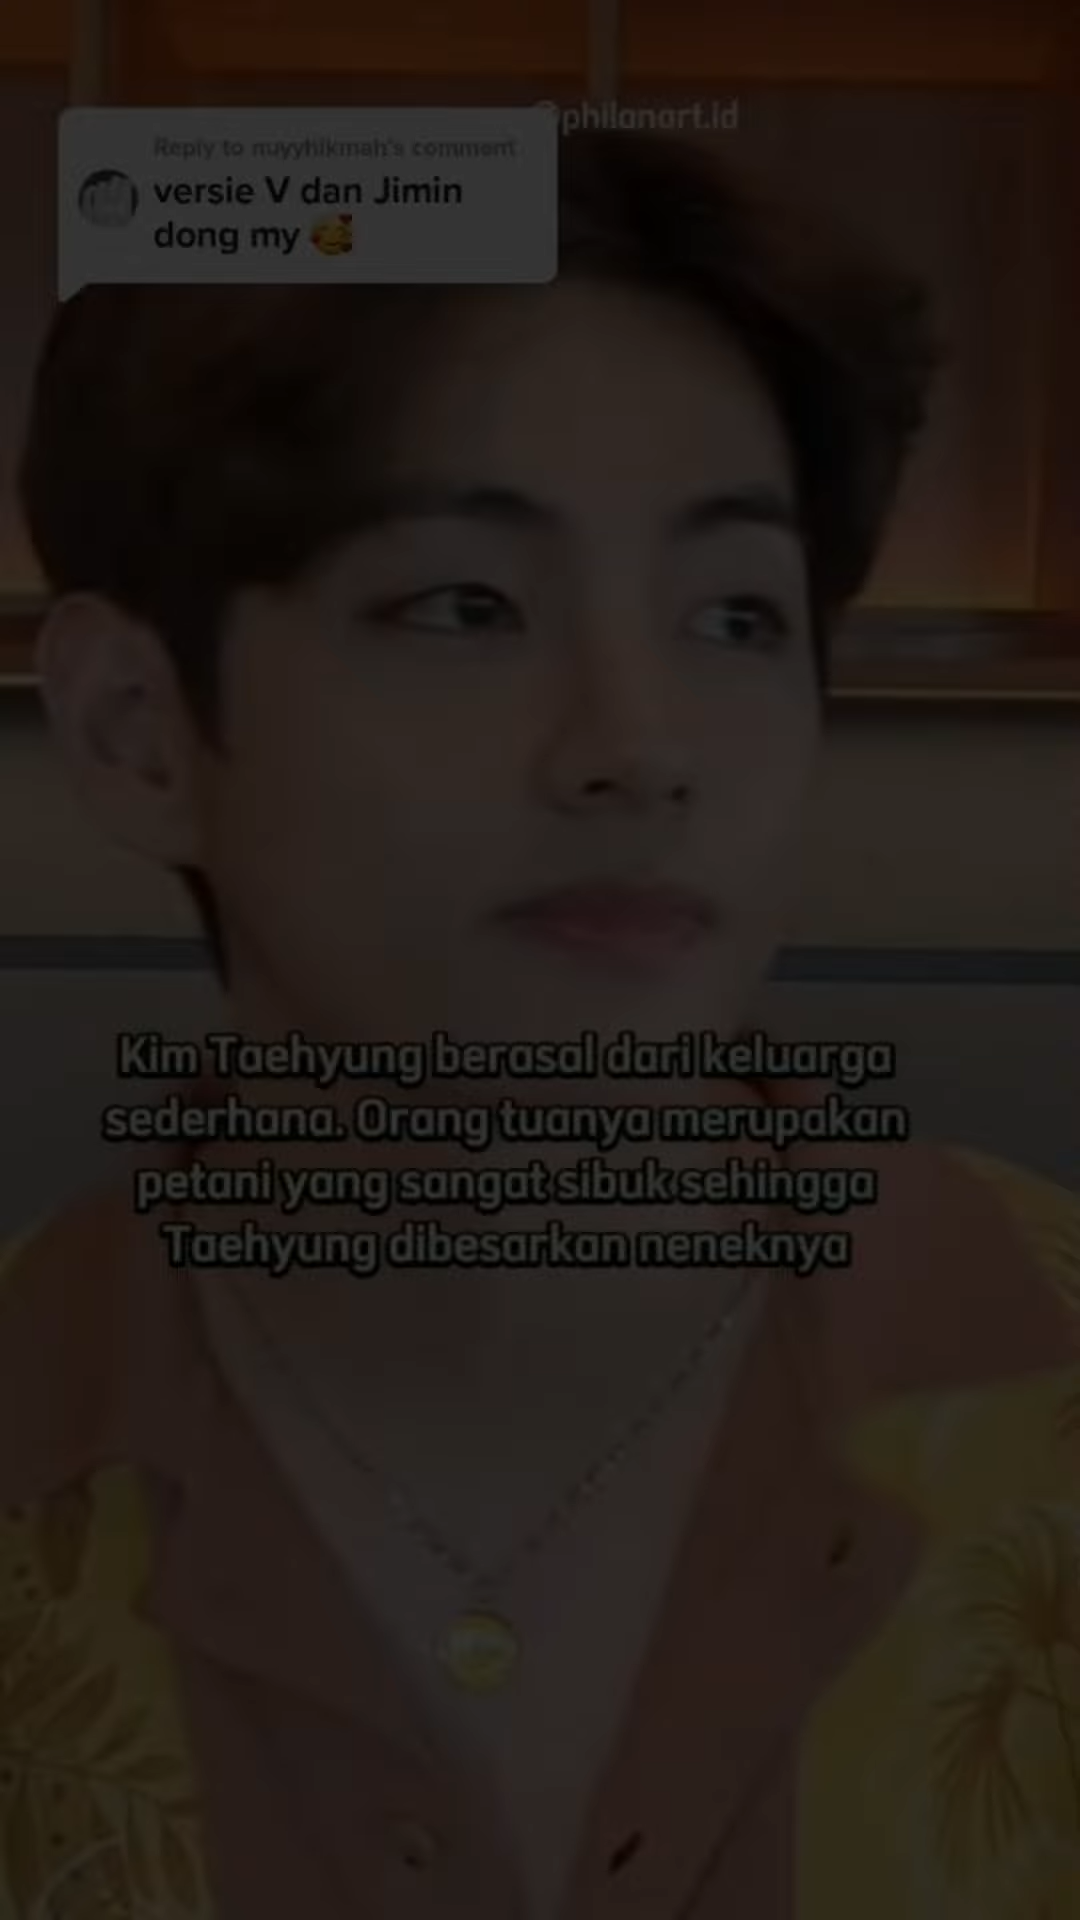 @philanart.id
Reply to nuyyhikmah's comment
versie V dan Jimin
dong my 🥰
Kim Taehyung berasal dari keluarga
sederhana. Orang tuanya merupakan
petani yang sangat sibuk sehingga
Taehyung dibesarkan neneknya